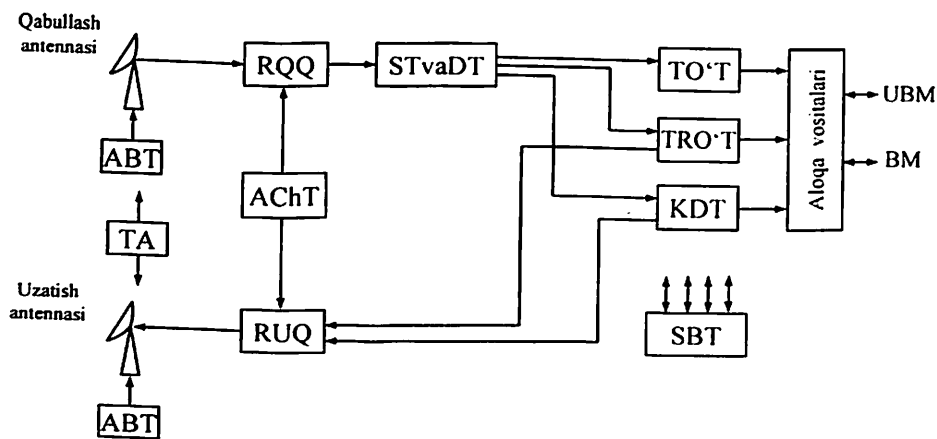 Qabullash
antennasi
RQQ
STvaDT
TO‘T
UBM
TRO‘T
ABT
BM
AChT
KDT
Aloqa vositalari
TA
Uzatish
antennasi
RUQ
SBT
ABT